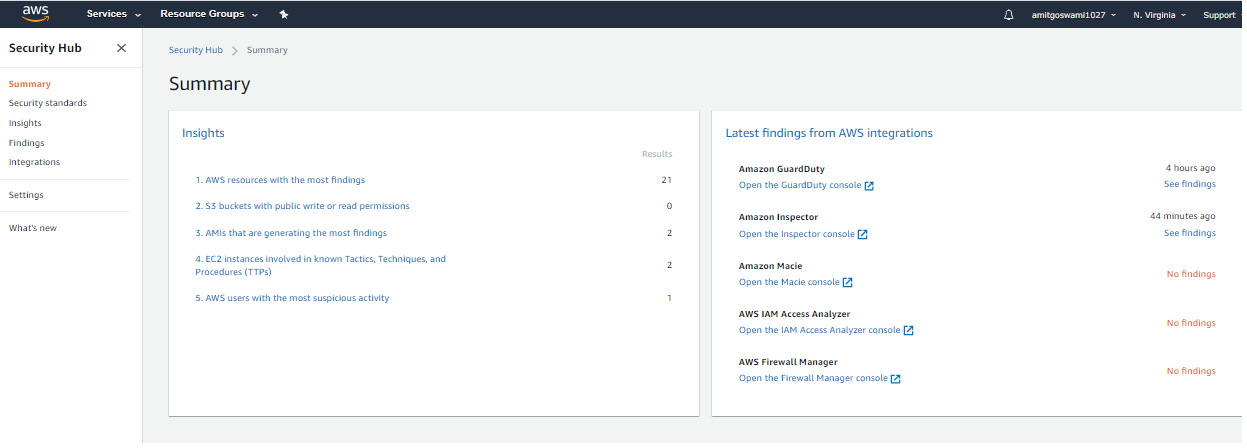 aws
Services
Resource Groups
amitgoswami1027
N. Virginia
Support
Security Hub
Summary
Security standards
Insights
Findings
Integrations
Settings
What's new
Security Hub
Summary
Summary
Insights
Results
1. AWS resources with the most findings
21
2. S3 buckets with public write or read permissions
0
3. AMIs that are generating the most findings
2
4. EC2 instances involved in known Tactics, Techniques, and
Procedures (TTPs)
2
5. AWS users with the most suspicious activity
1
Latest findings from AWS integrations
Amazon GuardDuty
4 hours ago
Open the GuardDuty console
See findings
Amazon Inspector
44 minutes ago
Open the Inspector console
See findings
Amazon Macie
Open the Macie console
No findings
AWS IAM Access Analyzer
Open the IAM Access Analyzer console
No findings
AWS Firewall Manager
Open the Firewall Manager console
No findings